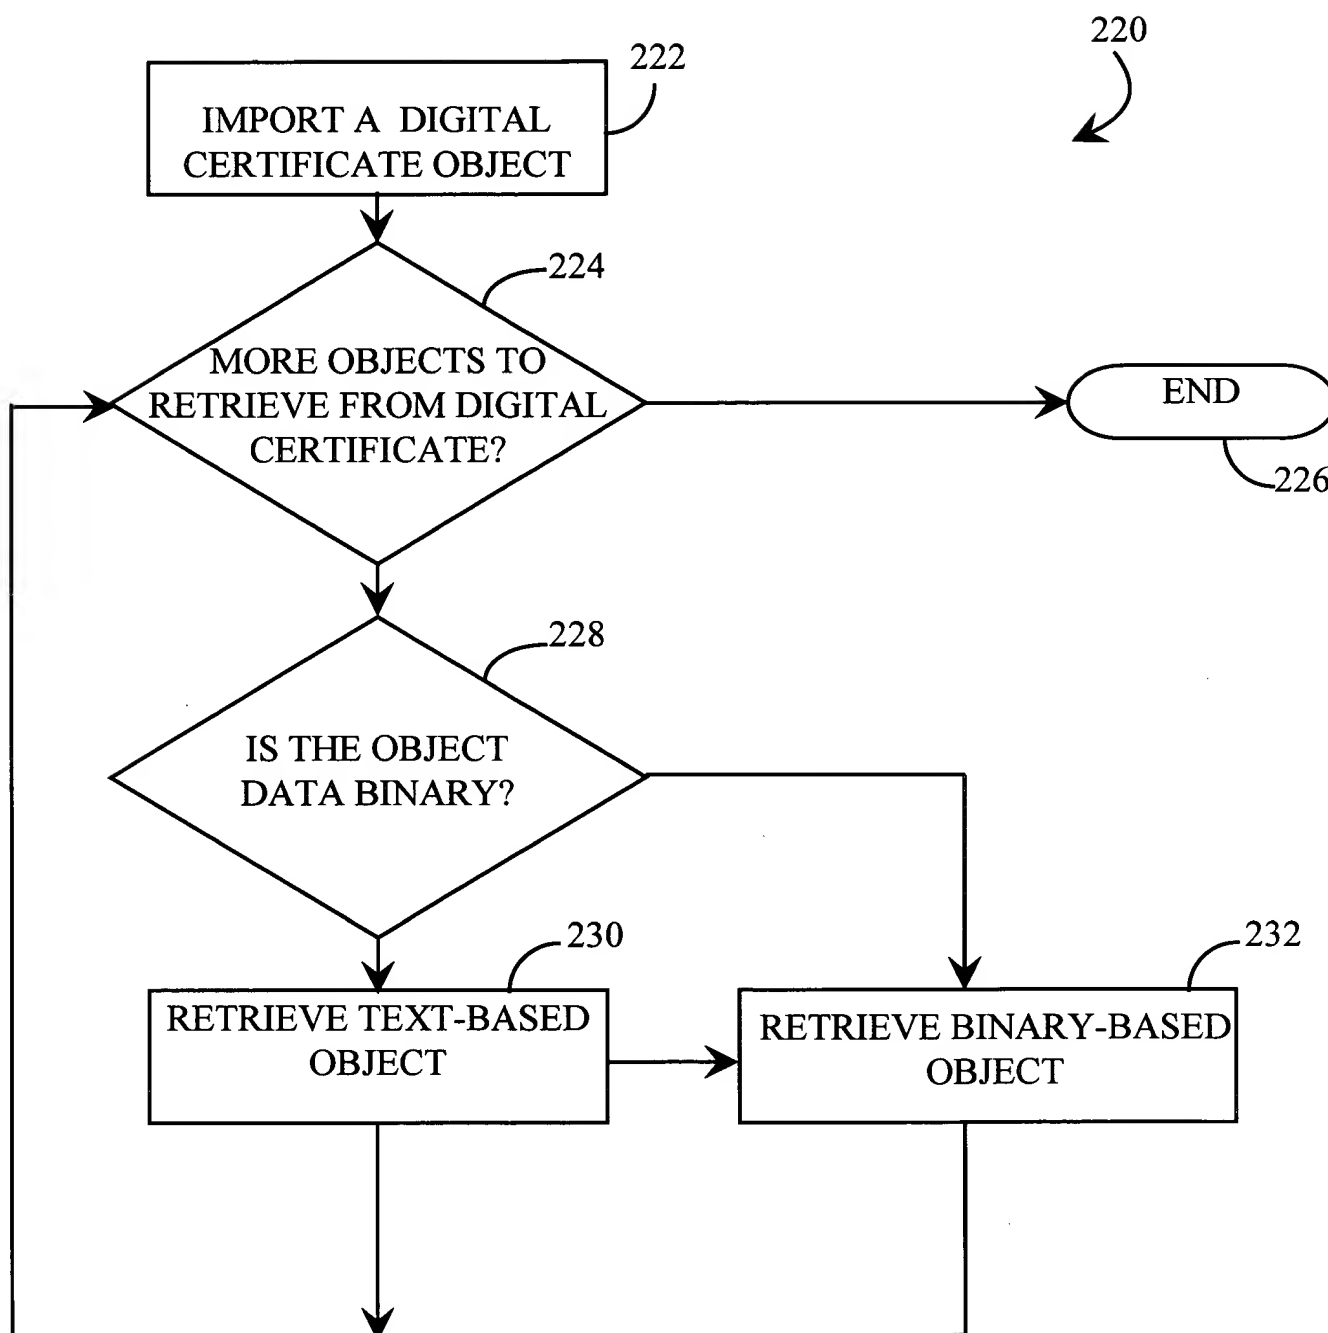 220
222
IMPORT A DIGITAL
CERTIFICATE OBJECT
224
MORE OBJECTS TO
RETRIEVE FROM DIGITAL
CERTIFICATE?
END
226
228
IS THE OBJECT
DATA BINARY?
230
RETRIEVE TEXT-BASED
OBJECT
232
RETRIEVE BINARY-BASED
OBJECT